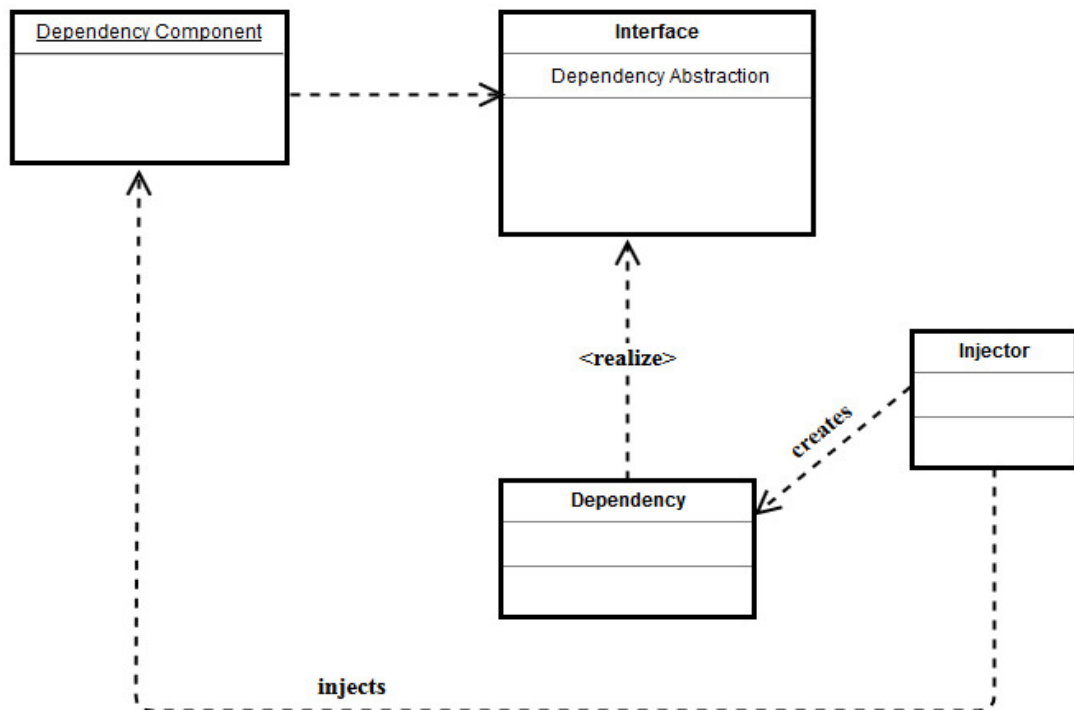 Dependency Component
Interface
Dependency Abstraction
<realize>
Injector
creates
Dependency
injects